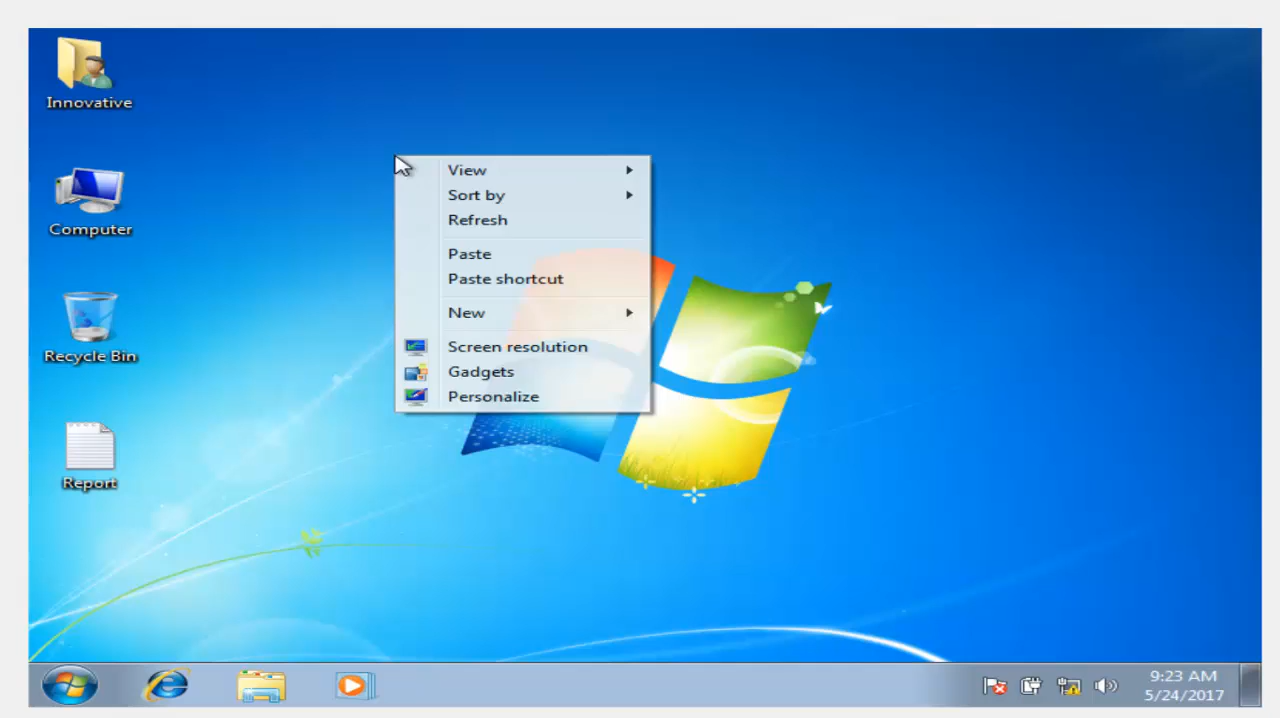 Innovative
Computer
Recycle Bin
Report
View
Sort by
Refresh
Paste
Paste shortcut
New
Screen resolution
Gadgets
Personalize
9:23 AM
5/24/2017